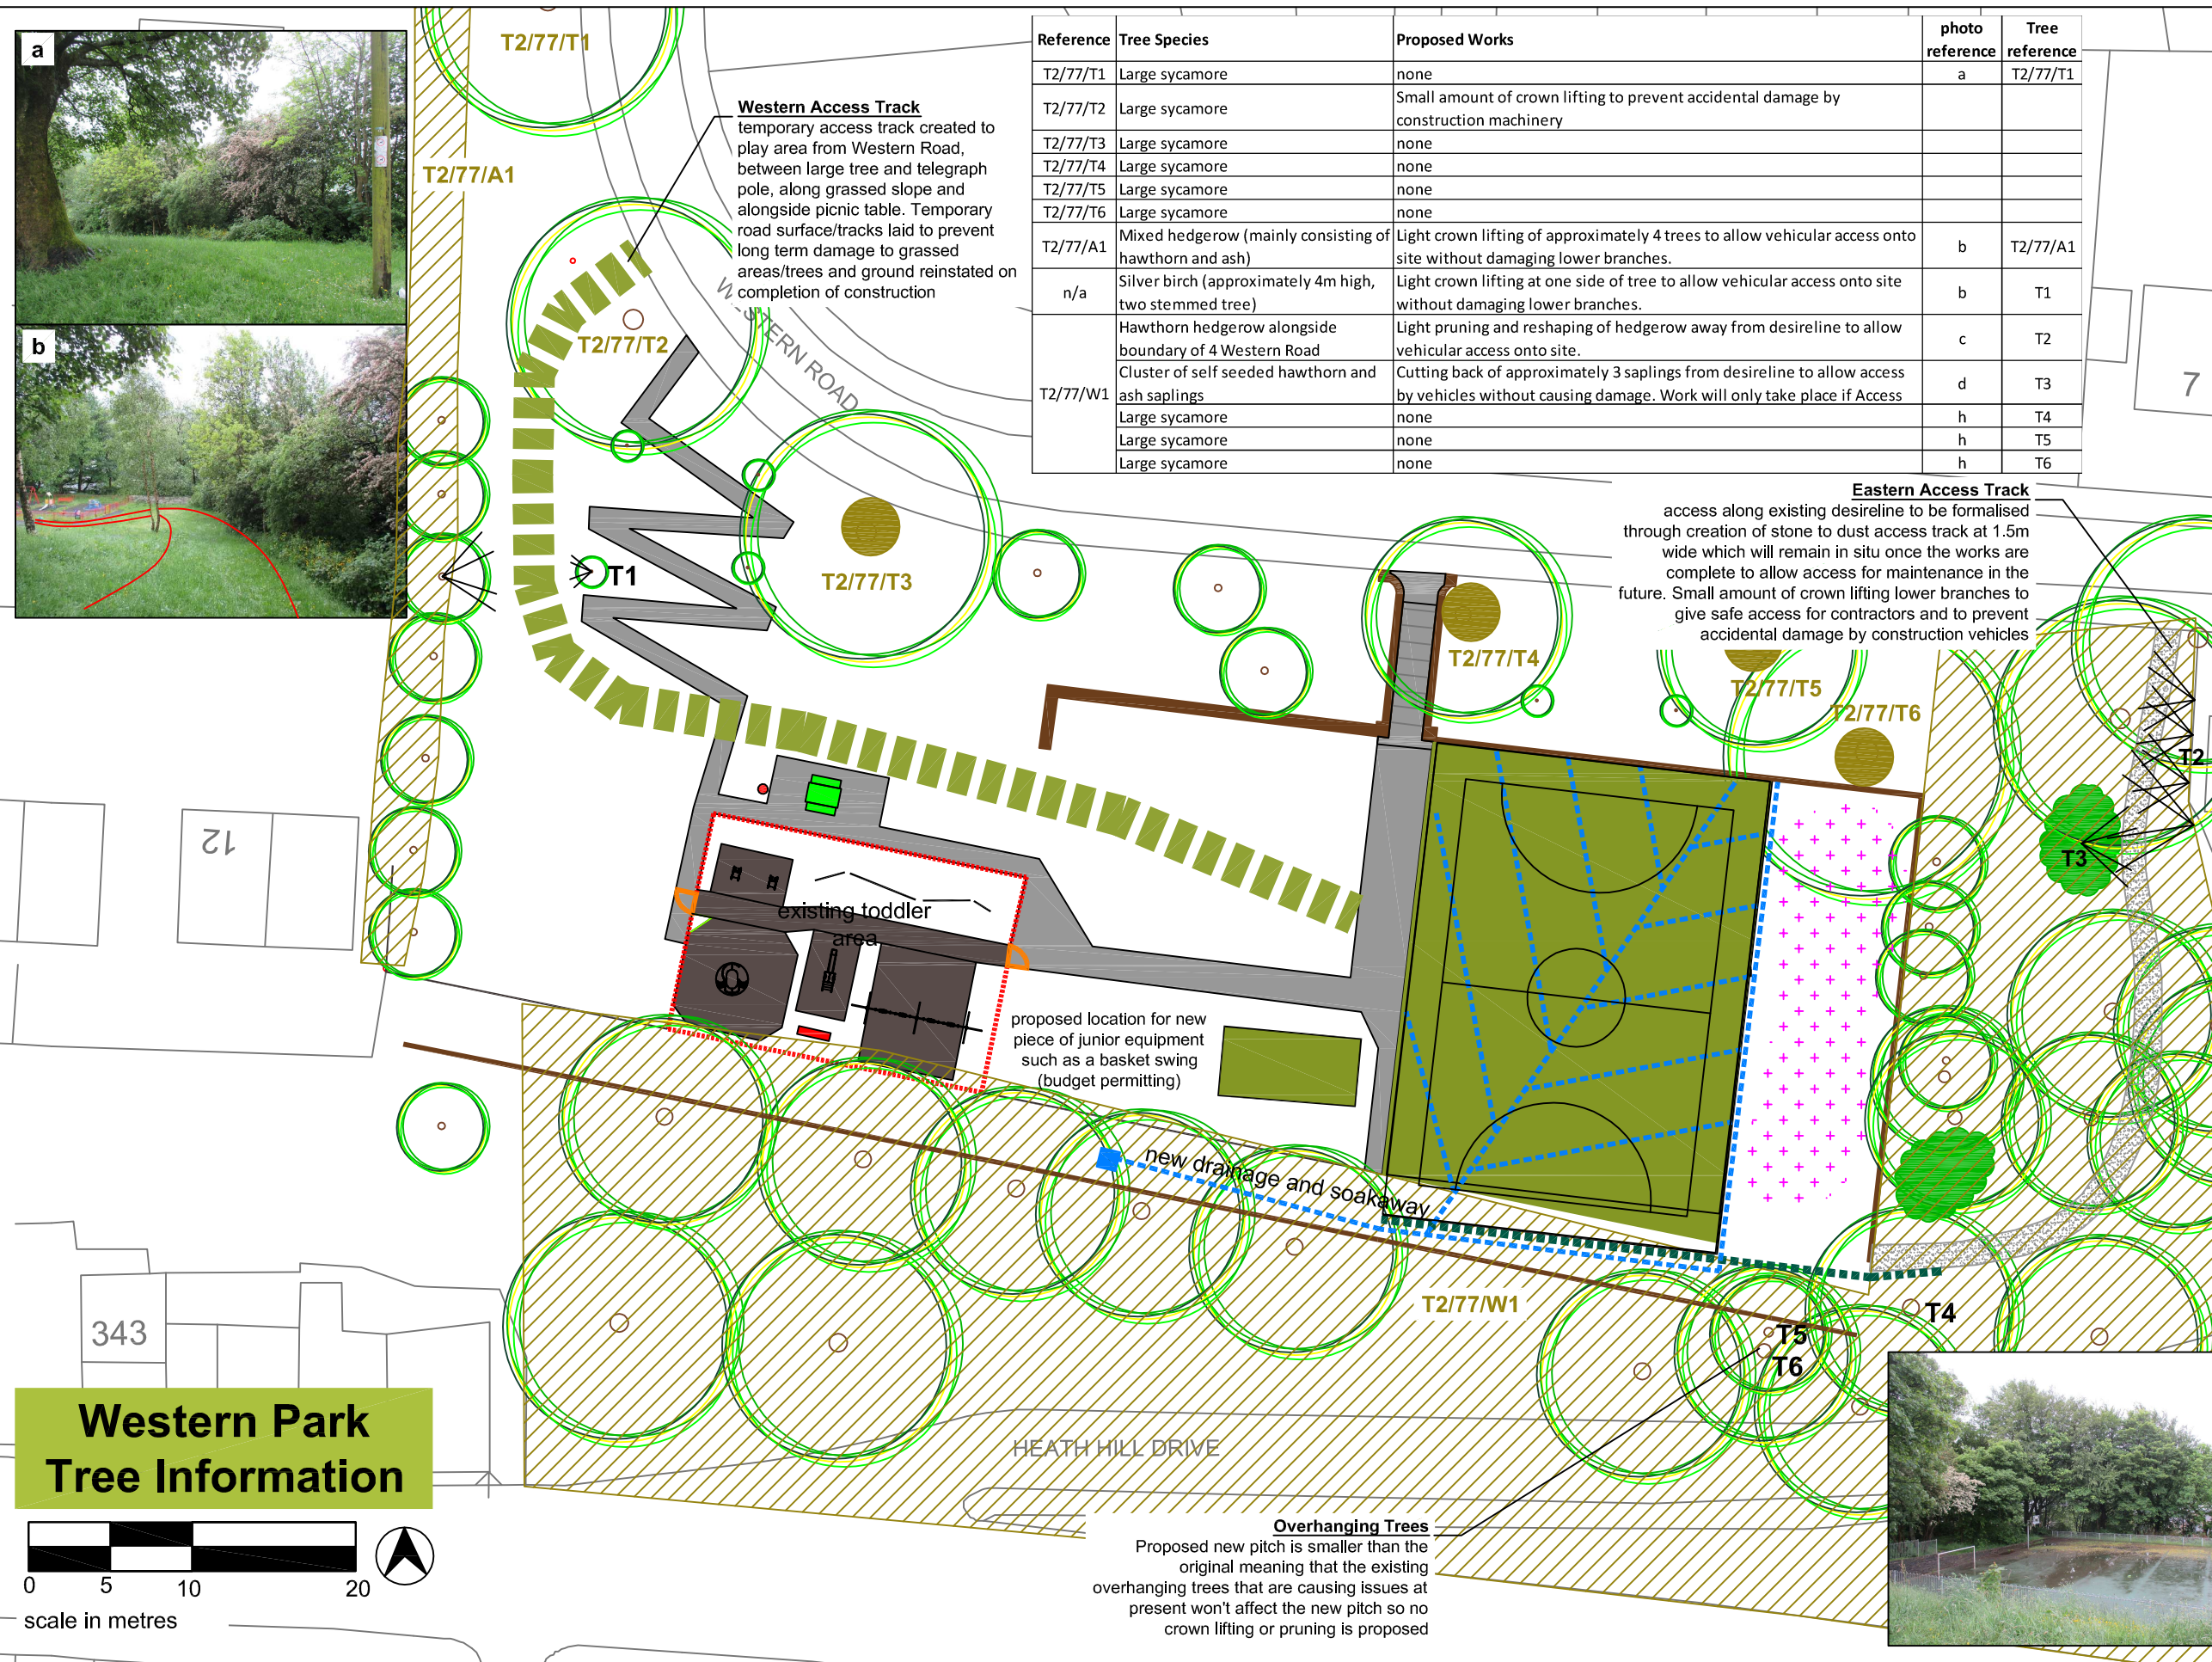 a
b
T2/77/T1
T2/77/A1
Western Access Track
temporary access track created to
play area from Western Road,
between large tree and telegraph
pole, along grassed slope and
alongside picnic table. Temporary
road surface/tracks laid to prevent
long term damage to grassed
areas/trees and ground reinstated on
completion of construction
Reference Tree Species Proposed Works photo reference Tree reference
T2/77/T1 Large sycamore none a T2/77/T1
T2/77/T2 Large sycamore Small amount of crown lifting to prevent accidental damage by
construction machinery
T2/77/T3 Large sycamore none
T2/77/T4 Large sycamore none
T2/77/T5 Large sycamore none
T2/77/T6 Large sycamore none
T2/77/A1 Mixed hedgerow (mainly consisting of hawthorn and ash) Light crown lifting of approximately 4 trees to allow vehicular access onto
site without damaging lower branches. b T2/77/A1
n/a Silver birch (approximately 4m high, two stemmed tree) Light crown lifting at one side of tree to allow vehicular access onto site
without damaging lower branches. b T1
T2/77/W1 Hawthorn hedgerow alongside boundary of 4 Western Road Light pruning and reshaping of hedgerow away from desireline to allow
vehicular access onto site. c T2
Cluster of self seeded hawthorn and ash saplings Cutting back of approximately 3 saplings from desireline to allow access
by vehicles without causing damage. Work will only take place if Access d T3
Large sycamore none h T4
Large sycamore none h T5
Large sycamore none h T6
7
T2/77/T2
WESTERN ROAD
Eastern Access Track
access along existing desireline to be formalised
through creation of stone to dust access track at 1.5m
wide which will remain in situ once the works are
complete to allow access for maintenance in the
future. Small amount of crown lifting lower branches to
give safe access for contractors and to prevent
accidental damage by construction vehicles
T1
T2/77/T3
T2/77/T4
T2/77/T5
T2/77/T6
T2
T3
12
existing toddler
area
proposed location for new
piece of junior equipment
such as a basket swing
(budget permitting)
new drainage and soakaway
T2/77/W1
T4
T5
T6
343
HEATH HILL DRIVE
Western Park
Tree Information
0 5 10 20
scale in metres
Overhanging Trees
Proposed new pitch is smaller than the
original meaning that the existing
overhanging trees that are causing issues at
present won't affect the new pitch so no
crown lifting or pruning is proposed